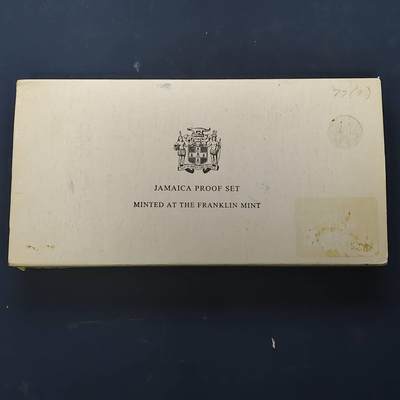 JAMAICA PROOF SET
MINTED AT THE FRANKLIN MINT